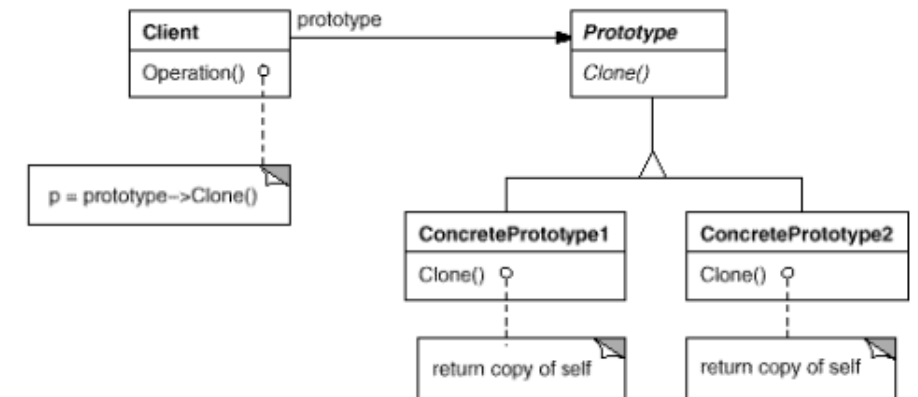 Client
prototype
Prototype
Operation()
Clone()
p = prototype–>Clone()
ConcretePrototype1
ConcretePrototype2
Clone()
Clone()
return copy of self
return copy of self